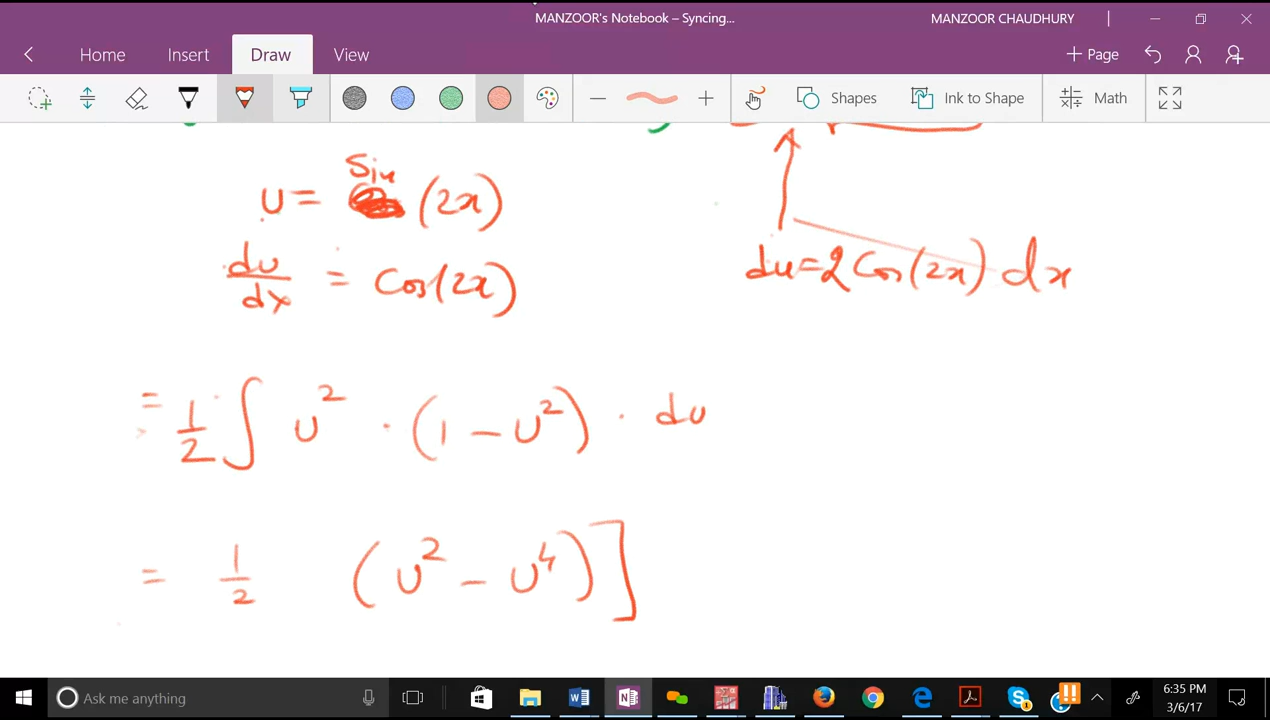 MANZOOR's Notebook – Syncing...
MANZOOR CHAUDHURY
Home Insert Draw View
Page
Shapes Ink to Shape Math
u = Sin (2x)
du/dx = Cos(2x)
du = 2 Cos(2x) dx
= 1/2 ∫ u² · (1 − u²) · du
= 1/2 (u² − u⁴)]
Ask me anything
6:35 PM
3/6/17